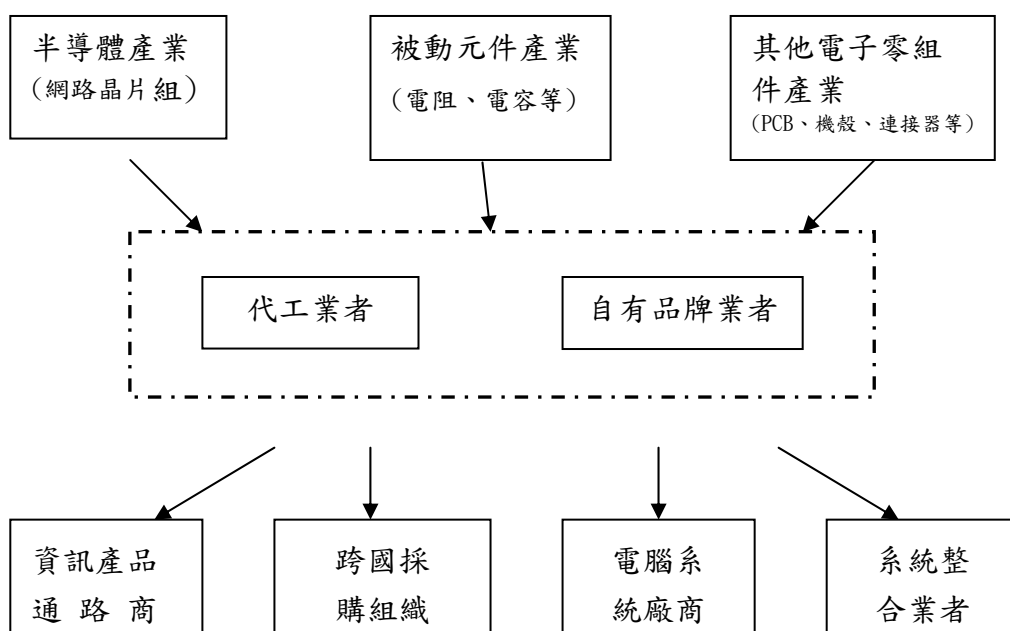 半導體產業
(網路晶片組)
被動元件產業
(電阻、電容等)
其他電子零組
件產業
(PCB、機殼、連接器等)
代工業者
自有品牌業者
資訊產品
通路商
跨國採
購組織
電腦系
統廠商
系統整
合業者